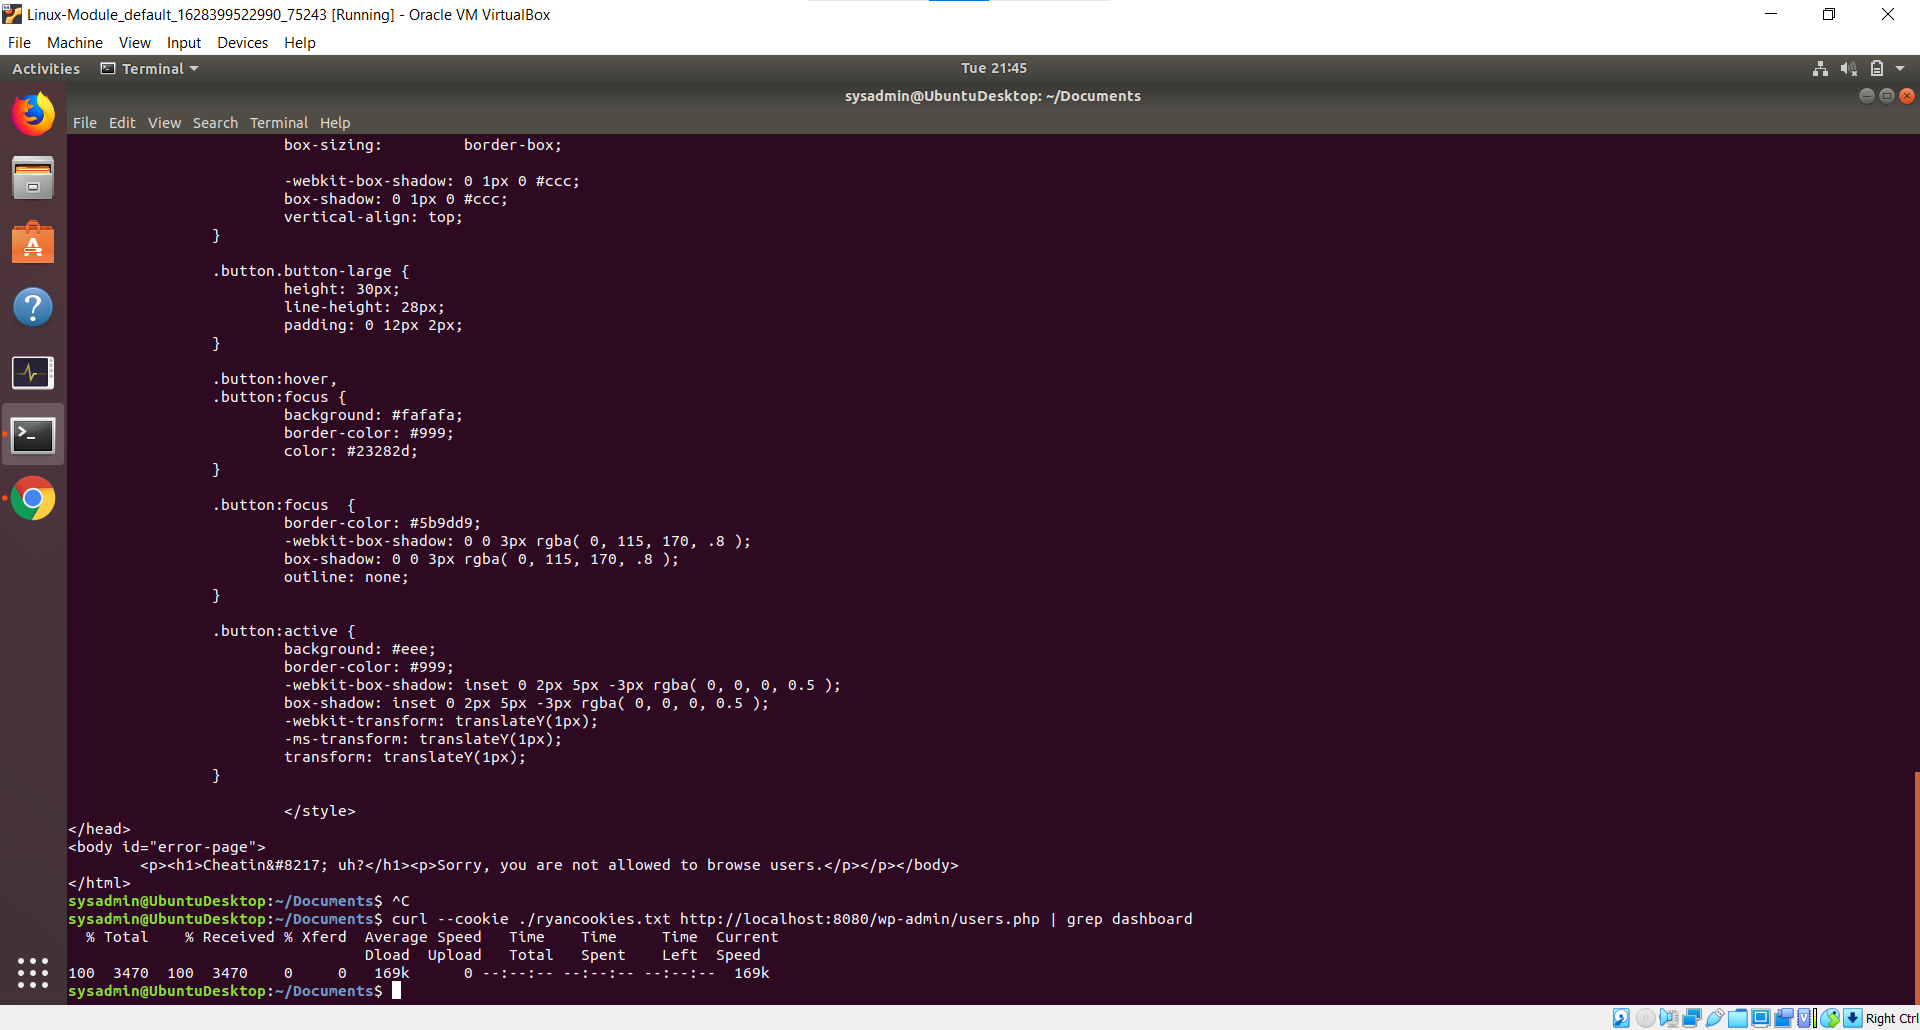 Linux-Module_default_1628399522990_75243 [Running] - Oracle VM VirtualBox
File Machine View Input Devices Help
Activities Terminal Tue 21:45
sysadmin@UbuntuDesktop: ~/Documents
File Edit View Search Terminal Help
box-sizing: border-box;
-webkit-box-shadow: 0 1px 0 #ccc;
box-shadow: 0 1px 0 #ccc;
vertical-align: top;
}
.button.button-large {
height: 30px;
line-height: 28px;
padding: 0 12px 2px;
}
.button:hover,
.button:focus {
background: #fafafa;
border-color: #999;
color: #23282d;
}
.button:focus {
border-color: #5b9dd9;
-webkit-box-shadow: 0 0 3px rgba( 0, 115, 170, .8 );
box-shadow: 0 0 3px rgba( 0, 115, 170, .8 );
outline: none;
}
.button:active {
background: #eee;
border-color: #999;
-webkit-box-shadow: inset 0 2px 5px -3px rgba( 0, 0, 0, 0.5 );
box-shadow: inset 0 2px 5px -3px rgba( 0, 0, 0, 0.5 );
-webkit-transform: translateY(1px);
-ms-transform: translateY(1px);
transform: translateY(1px);
}
</style>
</head>
<body id="error-page">
<p><h1>Cheatin&#8217; uh?</h1><p>Sorry, you are not allowed to browse users.</p></p></body>
</html>
sysadmin@UbuntuDesktop:~/Documents$ ^C
sysadmin@UbuntuDesktop:~/Documents$ curl --cookie ./ryancookies.txt http://localhost:8080/wp-admin/users.php | grep dashboard
% Total % Received % Xferd Average Speed Time Time Time Current
Dload Upload Total Spent Left Speed
100 3470 100 3470 0 0 169k 0 --:--:-- --:--:-- --:--:-- 169k
sysadmin@UbuntuDesktop:~/Documents$
Right Ctrl